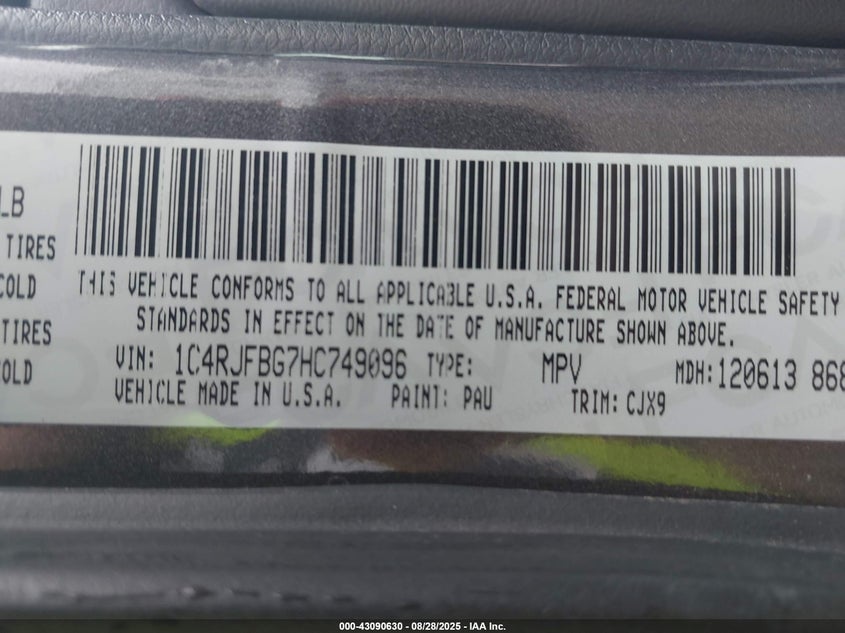 LB
TIRES
COLD
TIRES
OLD
THIS VEHICLE CONFORMS TO ALL APPLICABLE U.S.A. FEDERAL MOTOR VEHICLE SAFETY
STANDARDS IN EFFECT ON THE DATE OF MANUFACTURE SHOWN ABOVE.
VIN: 1C4RJFBG7HC749096 TYPE: MPV MDH: 120613 868
VEHICLE MADE IN U.S.A. PAINT: PAU TRIM: CJX9
000-43090630 - 08/28/2025 - IAA Inc.